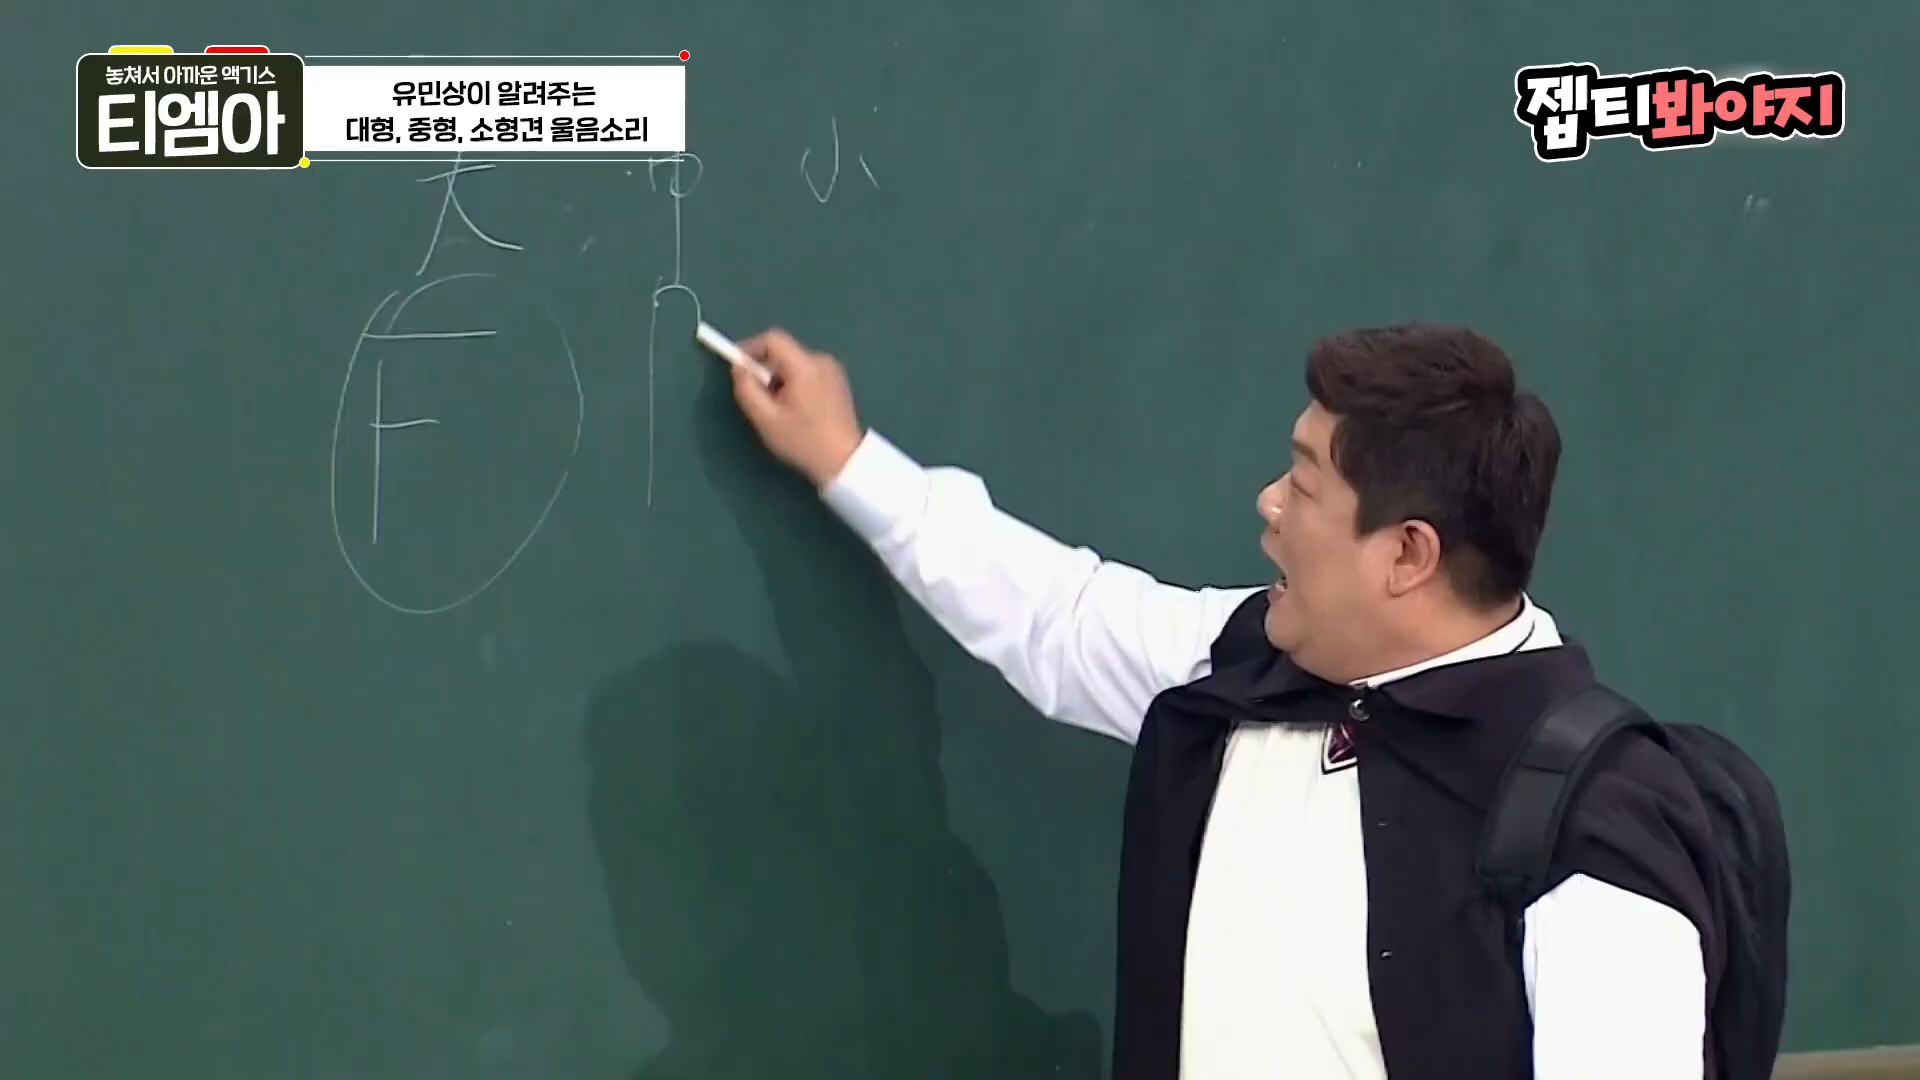 놓쳐서 아까운 액기스
티엠아
유민상이 알려주는
대형, 중형, 소형견 울음소리
젭티봐야지
大 中 小
F